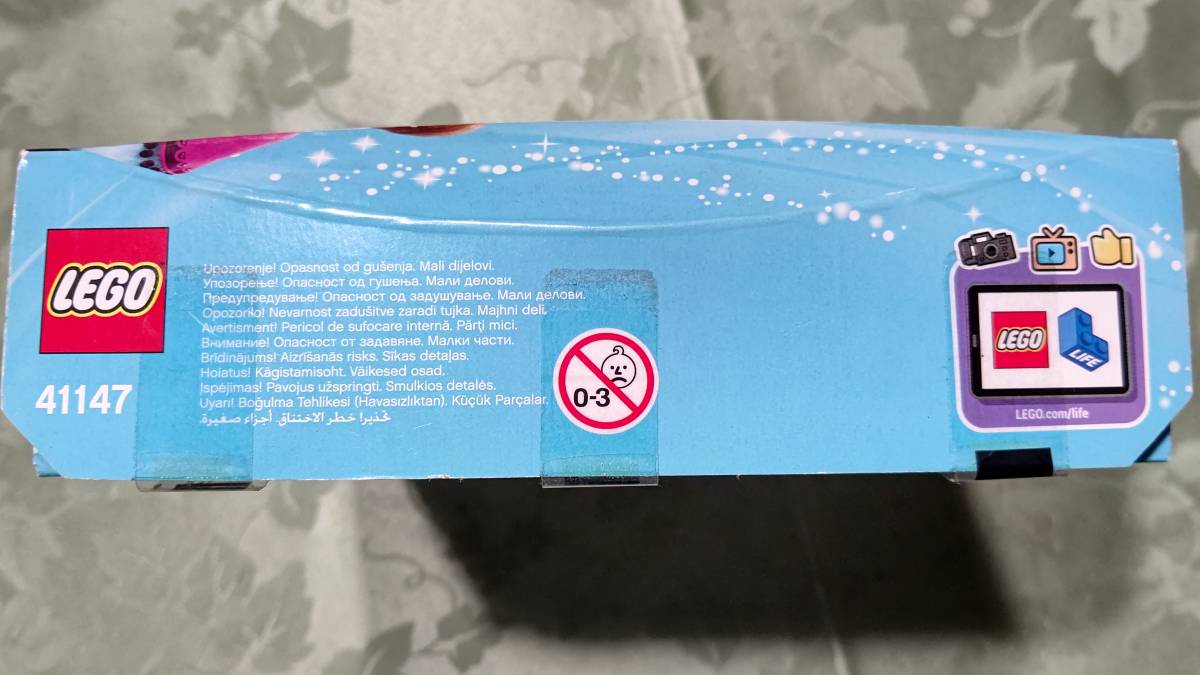 LEGO
41147
Upozorenje! Opasnost od gušenja. Mali dijelovi.
Упозорење! Опасност од гушења. Мали делови.
Предупредување! Опасност од задушување. Мали делови.
Opozorilo! Nevarnost zadušitve zaradi tujka. Majhni deli.
Avertisment! Pericol de sufocare internă. Părți mici.
Внимание! Опасност от задавяне. Малки части.
Brīdinājums! Aizrīšanās risks. Sīkas detaļas.
Hoiatus! Kägistamisoht. Väikesed osad.
Įspėjimas! Pavojus užspringti. Smulkios detalės.
Uyarı! Boğulma Tehlikesi (Havasızlıktan). Küçük Parçalar.
تحذير! خطر الاختناق. أجزاء صغيرة.
0-3
LEGO
LIFE
LEGO.com/life